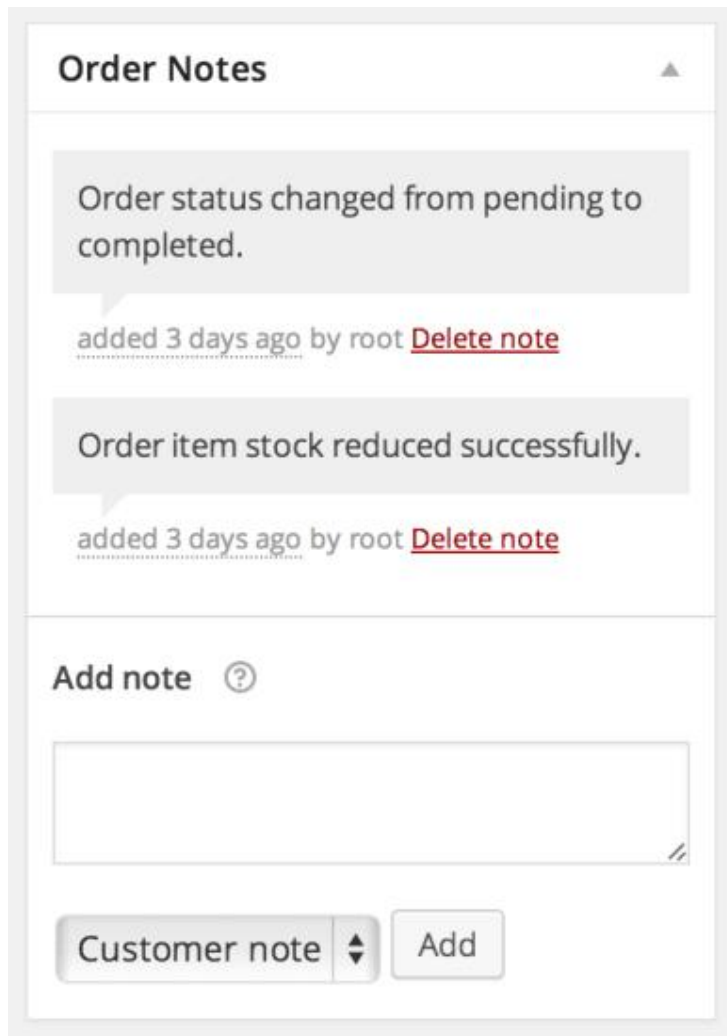 Order Notes
Order status changed from pending to
completed.
added 3 days ago by root Delete note
Order item stock reduced successfully.
added 3 days ago by root Delete note
Add note ?
Customer note Add